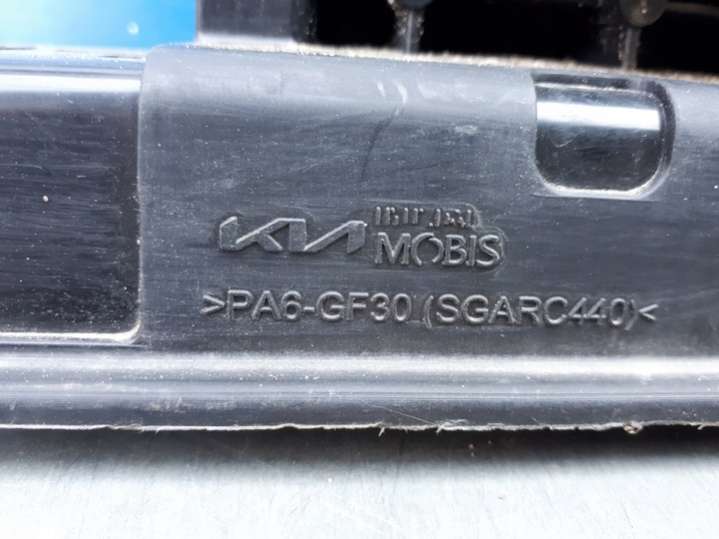 KIA MOBIS
>PA6-GF30 (SGARC440)<